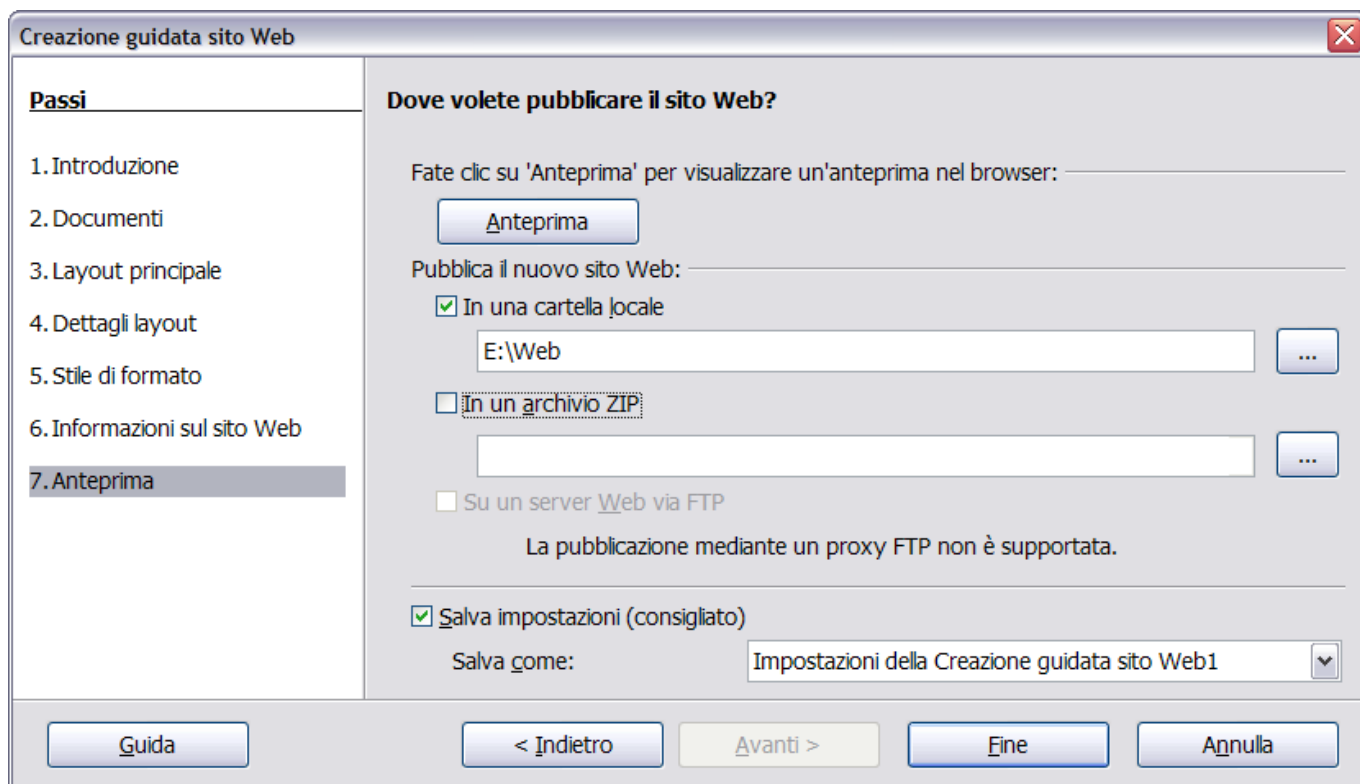 Creazione guidata sito Web
Passi
1. Introduzione
2. Documenti
3. Layout principale
4. Dettagli layout
5. Stile di formato
6. Informazioni sul sito Web
7. Anteprima
Dove volete pubblicare il sito Web?
Fate clic su 'Anteprima' per visualizzare un'anteprima nel browser:
Anteprima
Pubblica il nuovo sito Web:
In una cartella locale
E:\Web
...
In un archivio ZIP
...
Su un server Web via FTP
La pubblicazione mediante un proxy FTP non è supportata.
Salva impostazioni (consigliato)
Salva come: Impostazioni della Creazione guidata sito Web1
Guida < Indietro Avanti > Fine Annulla